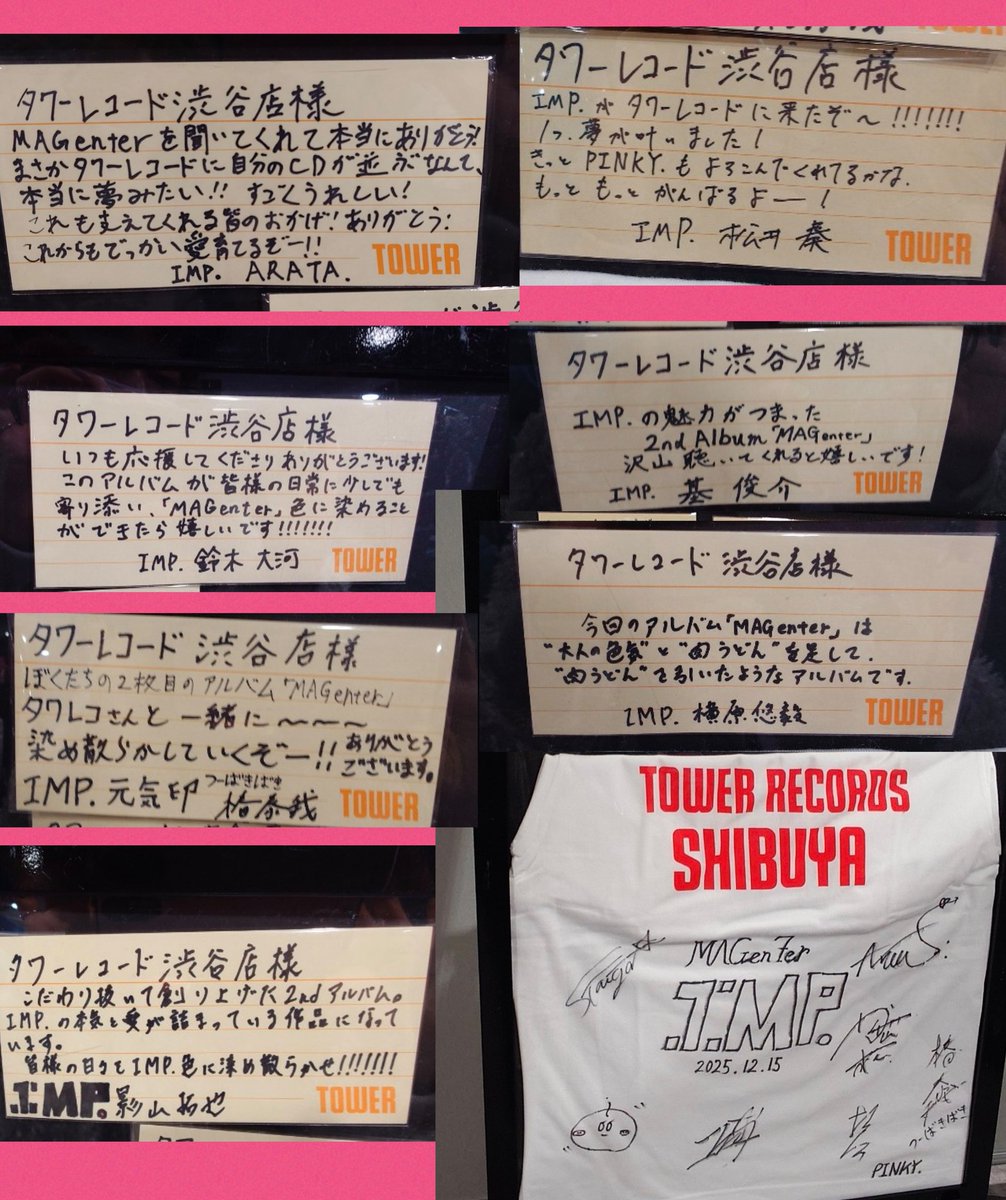 タワーレコード渋谷店様
MAGenterを聞いてくれて本当にありがとう!
まさかタワーレコードに自分のCDが並ぶなんて、
本当に夢みたい!! すごくうれしい!
これも支えてくれる皆のおかげ!ありがとう!
これからもでっかい愛育てるぞー!!
IMP. ARATA.
TOWER
タワーレコード渋谷店様
IMP.がタワーレコードに来たぞ〜!!!!!!!
1つ、夢が叶いました!
きっとPINKY.もよろこんでくれてるかな.
もっともっとがんばるよー!
IMP. 松井奏
TOWER
タワーレコード渋谷店様
いつも応援してくださりありがとうございます!
このアルバムが皆様の日常に少しでも
寄り添い、「MAGenter」色に染めること
ができたら嬉しいです!!!!!!!
IMP. 鈴木大河
TOWER
タワーレコード渋谷店様
IMP.の魅力がつまった
2nd Album「MAGenter」
沢山聴いてくれると嬉しいです!
IMP. 基俊介
TOWER
タワーレコード渋谷店様
今回のアルバム「MAGenter」は
"大人の色気"と"肉うどん"を足して、
"肉うどん"で引いたようなアルバムです.
IMP. 横原悠毅
TOWER
タワーレコード渋谷店様
ぼくたちの2枚目のアルバム「MAGenter」
タワレコさんと一緒に〜〜〜
染め散らかしていくぞー!!ありがとう
ございます。
IMP. 元気印 つーばきばき
椿泰我
TOWER
タワーレコード渋谷店様
こだわり抜いて創り上げた2ndアルバム。
IMP.の本気と愛が詰まっている作品になって
います。
皆様の日々をIMP.色に染め散らかせ!!!!!!!
IMP. 影山拓也
TOWER
TOWER RECORDS
SHIBUYA
MAGen7er
IMP.
2025.12.15
つーばきばき
PINKY.